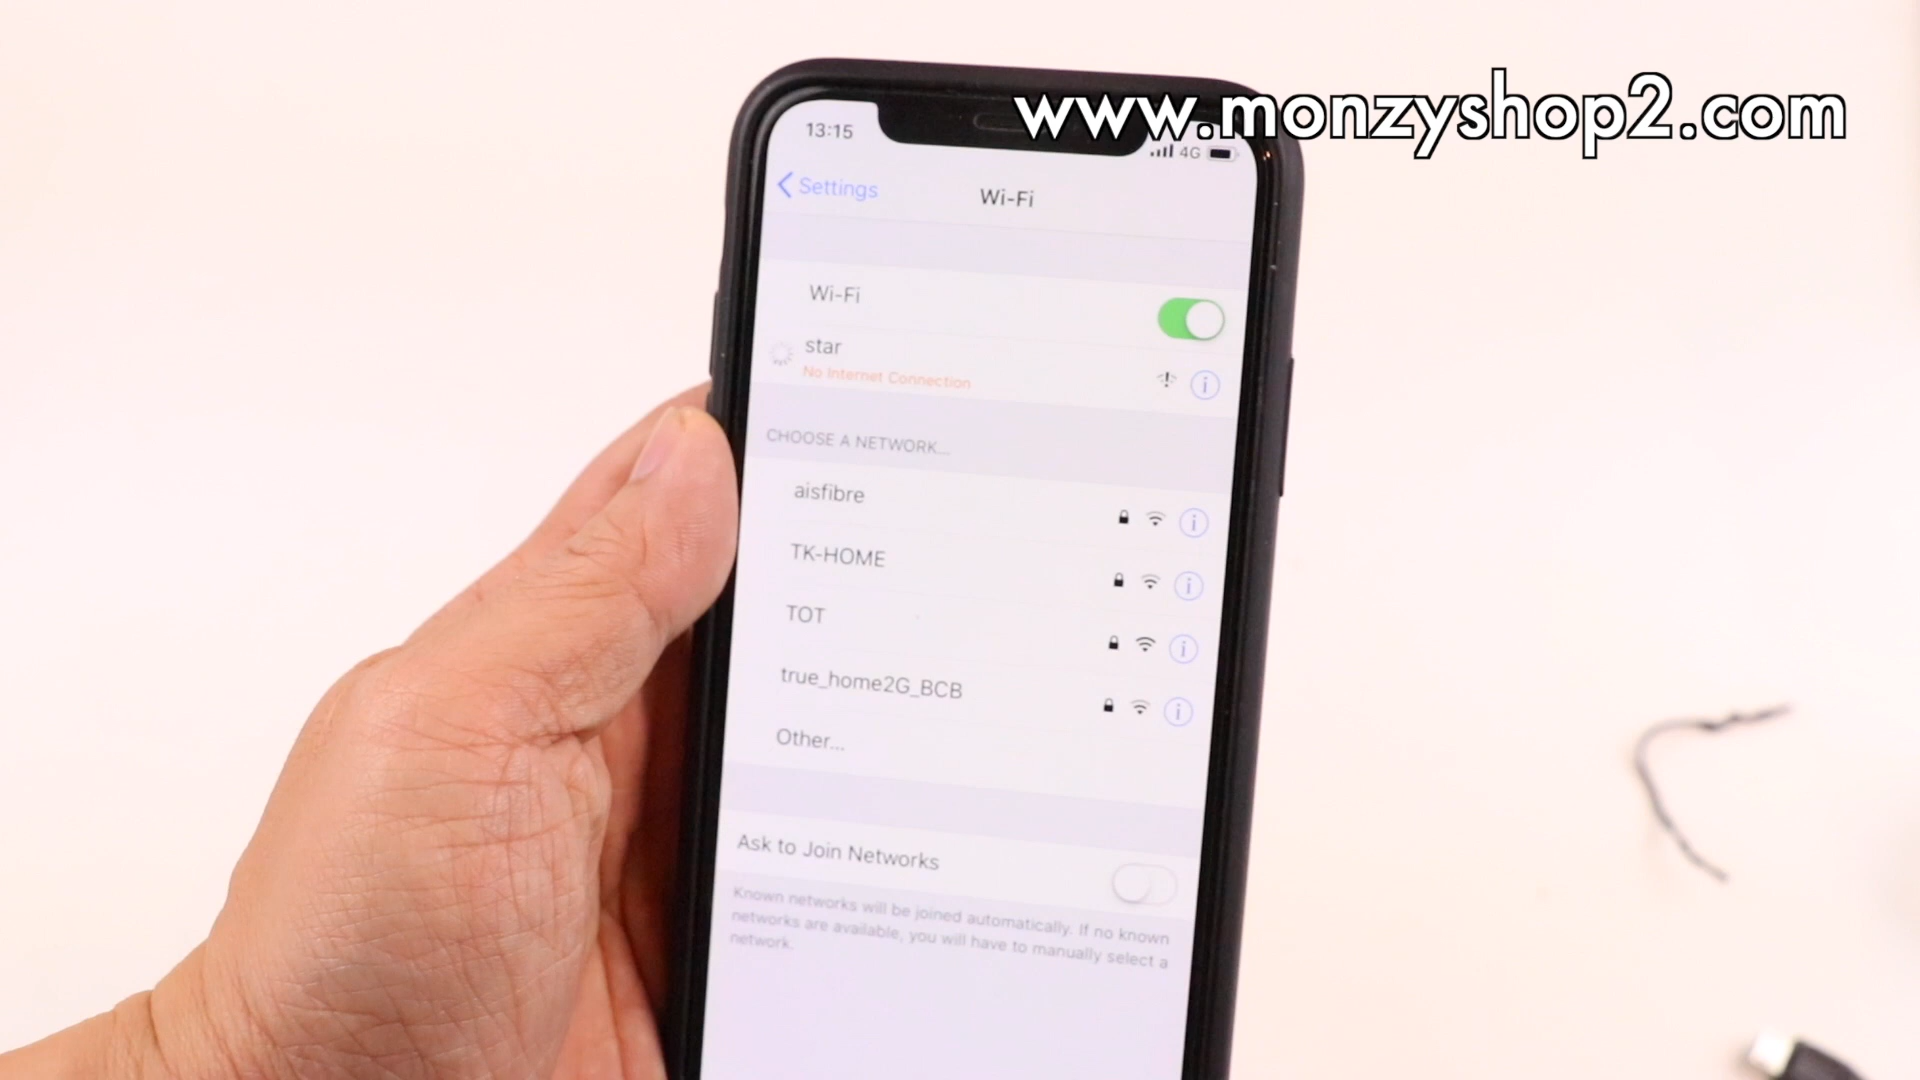 www.monzyshop2.com
13:15
4G
Settings
Wi-Fi
Wi-Fi
star
No Internet Connection
CHOOSE A NETWORK...
aisfibre
TK-HOME
TOT
true_home2G_BCB
Other...
Ask to Join Networks
Known networks will be joined automatically. If no known
networks are available, you will have to manually select a
network.